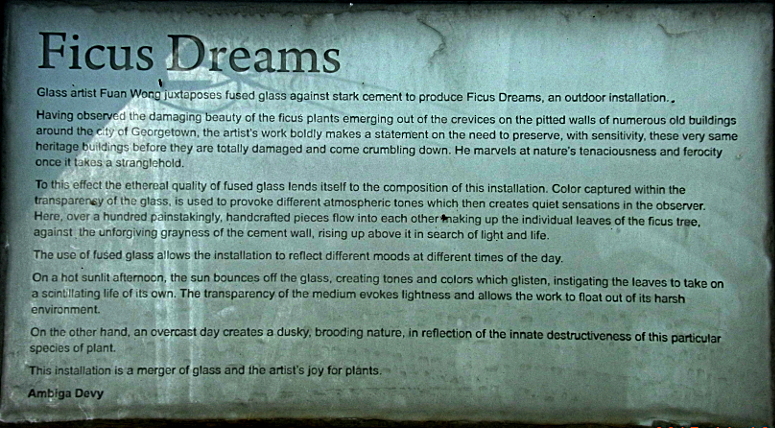 Ficus Dreams
Glass artist Fuan Wong juxtaposes fused glass against stark cement to produce Ficus Dreams, an outdoor installation.
Having observed the damaging beauty of the ficus plants emerging out of the crevices on the pitted walls of numerous old buildings
around the city of Georgetown, the artist's work boldly makes a statement on the need to preserve, with sensitivity, these very same
heritage buildings before they are totally damaged and come crumbling down. He marvels at nature's tenaciousness and ferocity
once it takes a stranglehold.
To this effect the ethereal quality of fused glass lends itself to the composition of this installation. Color captured within the
transparency of the glass, is used to provoke different atmospheric tones which then creates quiet sensations in the observer.
Here, over a hundred painstakingly, handcrafted pieces flow into each other making up the individual leaves of the ficus tree,
against the unforgiving grayness of the cement wall, rising up above it in search of light and life.
The use of fused glass allows the installation to reflect different moods at different times of the day.
On a hot sunlit afternoon, the sun bounces off the glass, creating tones and colors which glisten, instigating the leaves to take on
a scintillating life of its own. The transparency of the medium evokes lightness and allows the work to float out of its harsh
environment.
On the other hand, an overcast day creates a dusky, brooding nature, in reflection of the innate destructiveness of this particular
species of plant.
This installation is a merger of glass and the artist's joy for plants.
Ambiga Devy